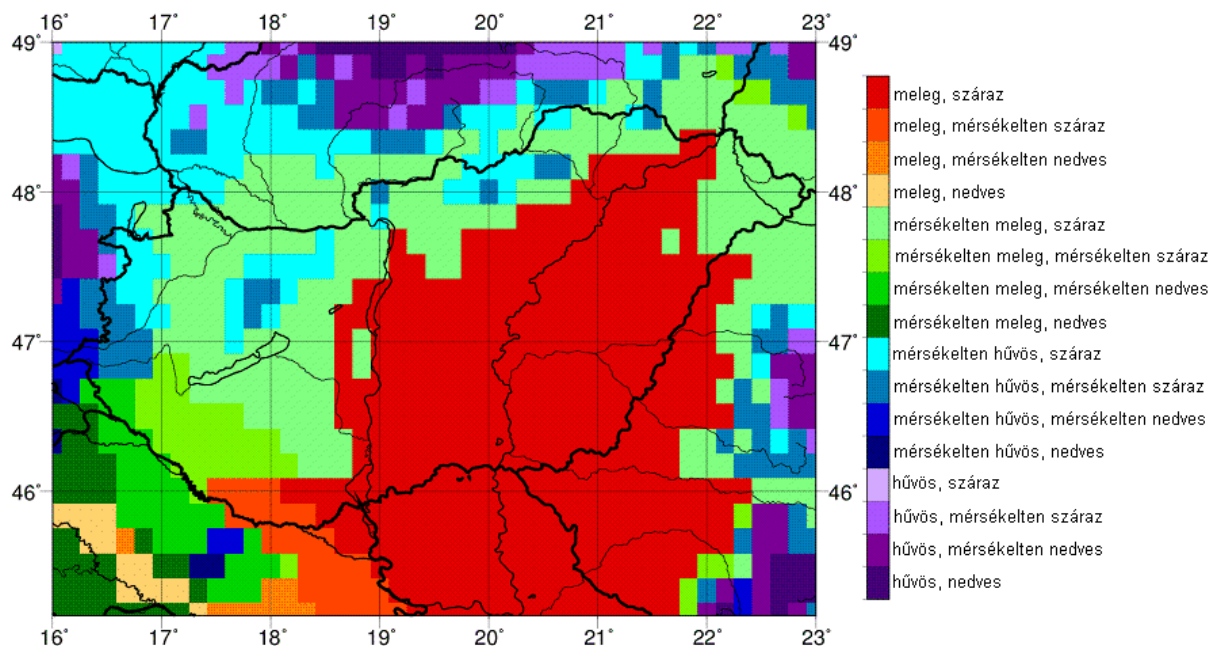 16° 17° 18° 19° 20° 21° 22° 23°
49° 49°
48° 48°
47° 47°
46° 46°
16° 17° 18° 19° 20° 21° 22° 23°
meleg, száraz
meleg, mérsékelten száraz
meleg, mérsékelten nedves
meleg, nedves
mérsékelten meleg, száraz
mérsékelten meleg, mérsékelten száraz
mérsékelten meleg, mérsékelten nedves
mérsékelten meleg, nedves
mérsékelten hűvös, száraz
mérsékelten hűvös, mérsékelten száraz
mérsékelten hűvös, mérsékelten nedves
mérsékelten hűvös, nedves
hűvös, száraz
hűvös, mérsékelten száraz
hűvös, mérsékelten nedves
hűvös, nedves